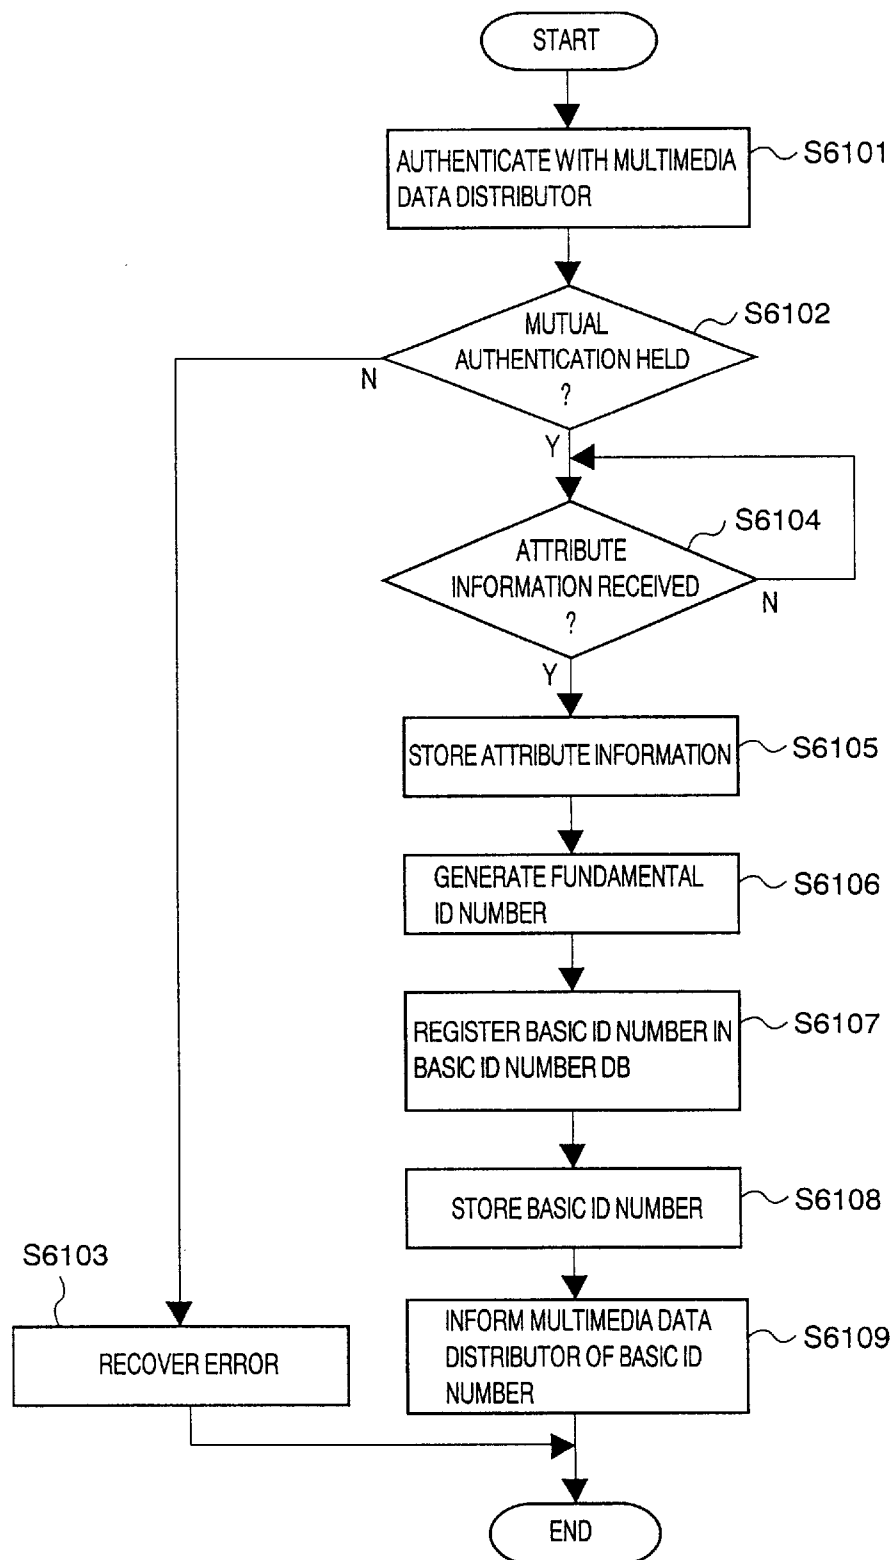 START
AUTHENTICATE WITH MULTIMEDIA
DATA DISTRIBUTOR
S6101
MUTUAL
AUTHENTICATION HELD
?
S6102
N
Y
ATTRIBUTE
INFORMATION RECEIVED
?
S6104
N
Y
STORE ATTRIBUTE INFORMATION
S6105
GENERATE FUNDAMENTAL
ID NUMBER
S6106
REGISTER BASIC ID NUMBER IN
BASIC ID NUMBER DB
S6107
STORE BASIC ID NUMBER
S6108
S6103
RECOVER ERROR
INFORM MULTIMEDIA DATA
DISTRIBUTOR OF BASIC ID
NUMBER
S6109
END